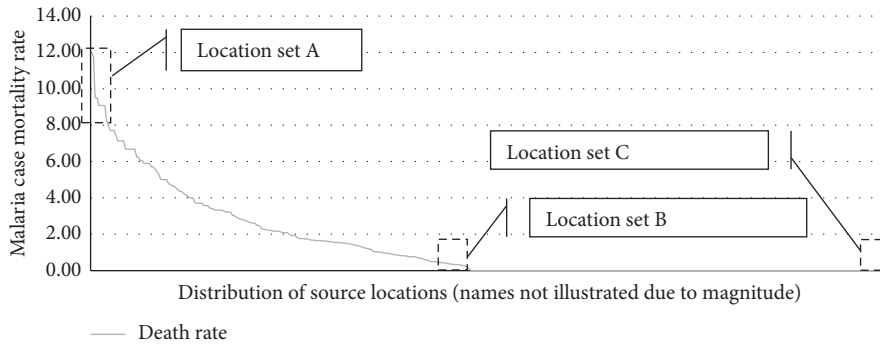 14.00
12.00
10.00
8.00
6.00
4.00
2.00
0.00
Malaria case mortality rate
Location set A
Location set C
Location set B
Distribution of source locations (names not illustrated due to magnitude)
Death rate